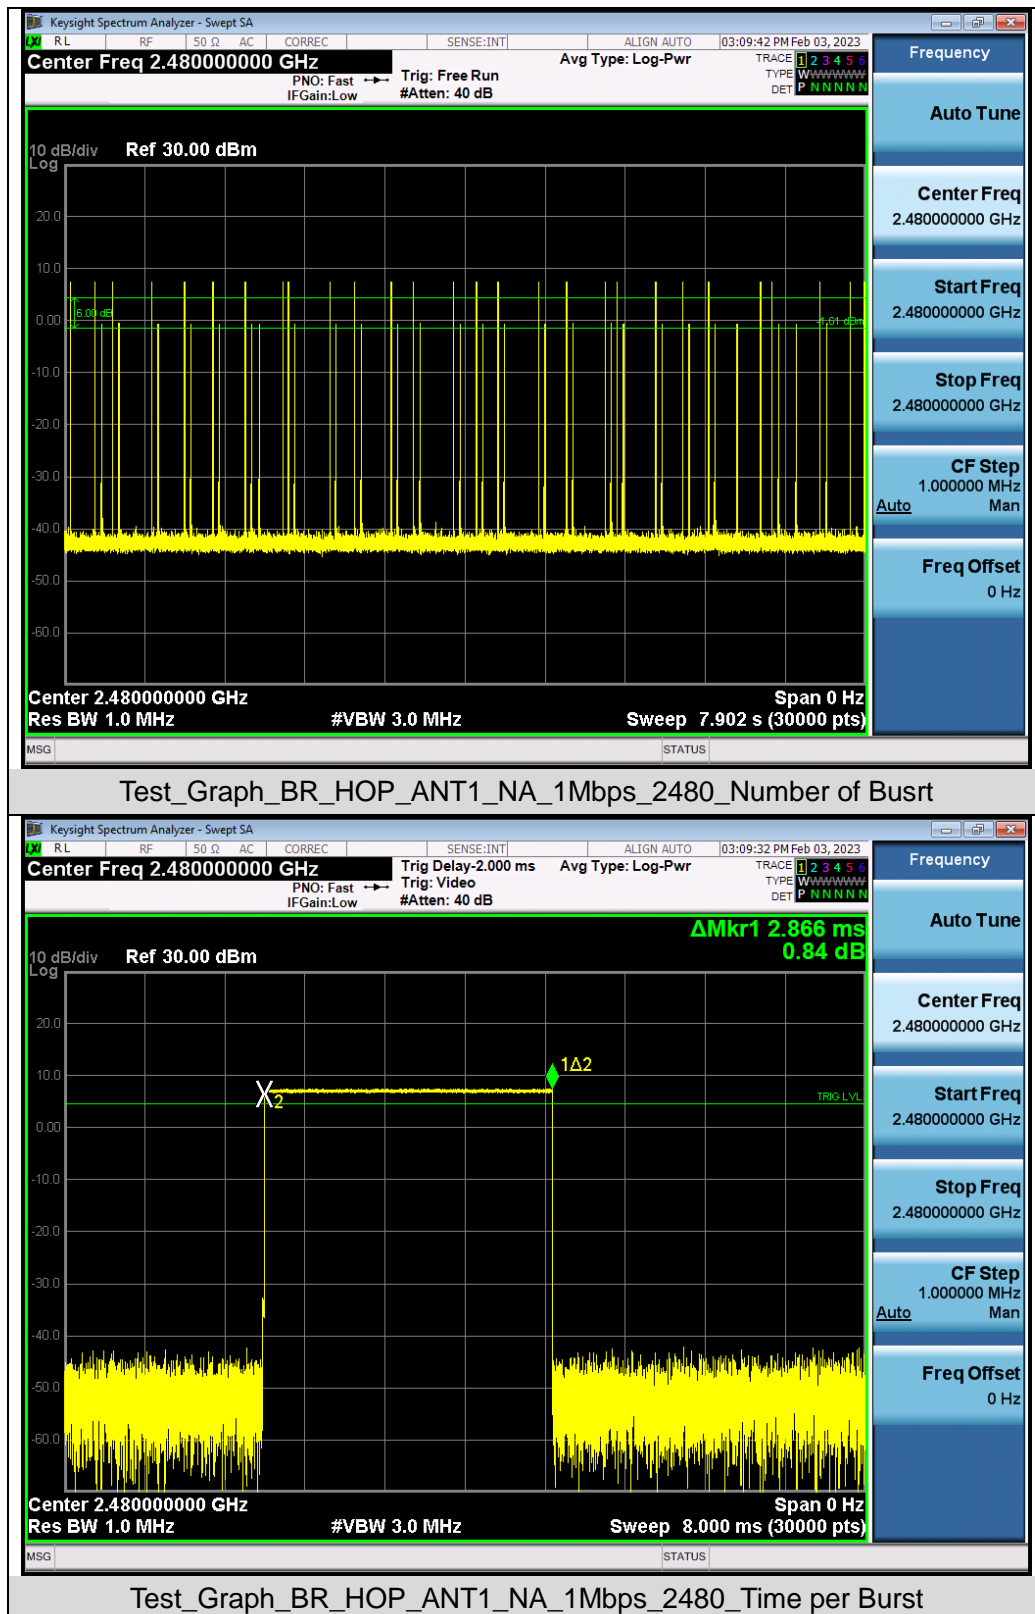 Keysight Spectrum Analyzer - Swept SA
LXI RL RF 50 Ω AC CORREC SENSE:INT ALIGN AUTO 03:09:42 PM Feb 03, 2023
Center Freq 2.480000000 GHz
PNO: Fast
IFGain:Low
Trig: Free Run
#Atten: 40 dB
Avg Type: Log-Pwr
TRACE 1 2 3 4 5 6
TYPE WWWWWWW
DET P N N N N N
10 dB/div Ref 30.00 dBm
Log
20.0
10.0
6.00 dB
0.00
-1.61 dBm
-10.0
-20.0
-30.0
-40.0
-50.0
-60.0
Center 2.480000000 GHz Span 0 Hz
Res BW 1.0 MHz #VBW 3.0 MHz Sweep 7.902 s (30000 pts)
MSG STATUS
Frequency
Auto Tune
Center Freq
2.480000000 GHz
Start Freq
2.480000000 GHz
Stop Freq
2.480000000 GHz
CF Step
1.000000 MHz
Auto Man
Freq Offset
0 Hz
Test_Graph_BR_HOP_ANT1_NA_1Mbps_2480_Number of Busrt
Keysight Spectrum Analyzer - Swept SA
LXI RL RF 50 Ω AC CORREC SENSE:INT ALIGN AUTO 03:09:32 PM Feb 03, 2023
Center Freq 2.480000000 GHz
PNO: Fast
IFGain:Low
Trig Delay-2.000 ms
Trig: Video
#Atten: 40 dB
Avg Type: Log-Pwr
TRACE 1 2 3 4 5 6
TYPE WWWWWWW
DET P N N N N N
ΔMkr1 2.866 ms
0.84 dB
10 dB/div Ref 30.00 dBm
Log
20.0
10.0
1Δ2
X2
TRIG LVL
0.00
-10.0
-20.0
-30.0
-40.0
-50.0
-60.0
Center 2.480000000 GHz Span 0 Hz
Res BW 1.0 MHz #VBW 3.0 MHz Sweep 8.000 ms (30000 pts)
MSG STATUS
Frequency
Auto Tune
Center Freq
2.480000000 GHz
Start Freq
2.480000000 GHz
Stop Freq
2.480000000 GHz
CF Step
1.000000 MHz
Auto Man
Freq Offset
0 Hz
Test_Graph_BR_HOP_ANT1_NA_1Mbps_2480_Time per Burst